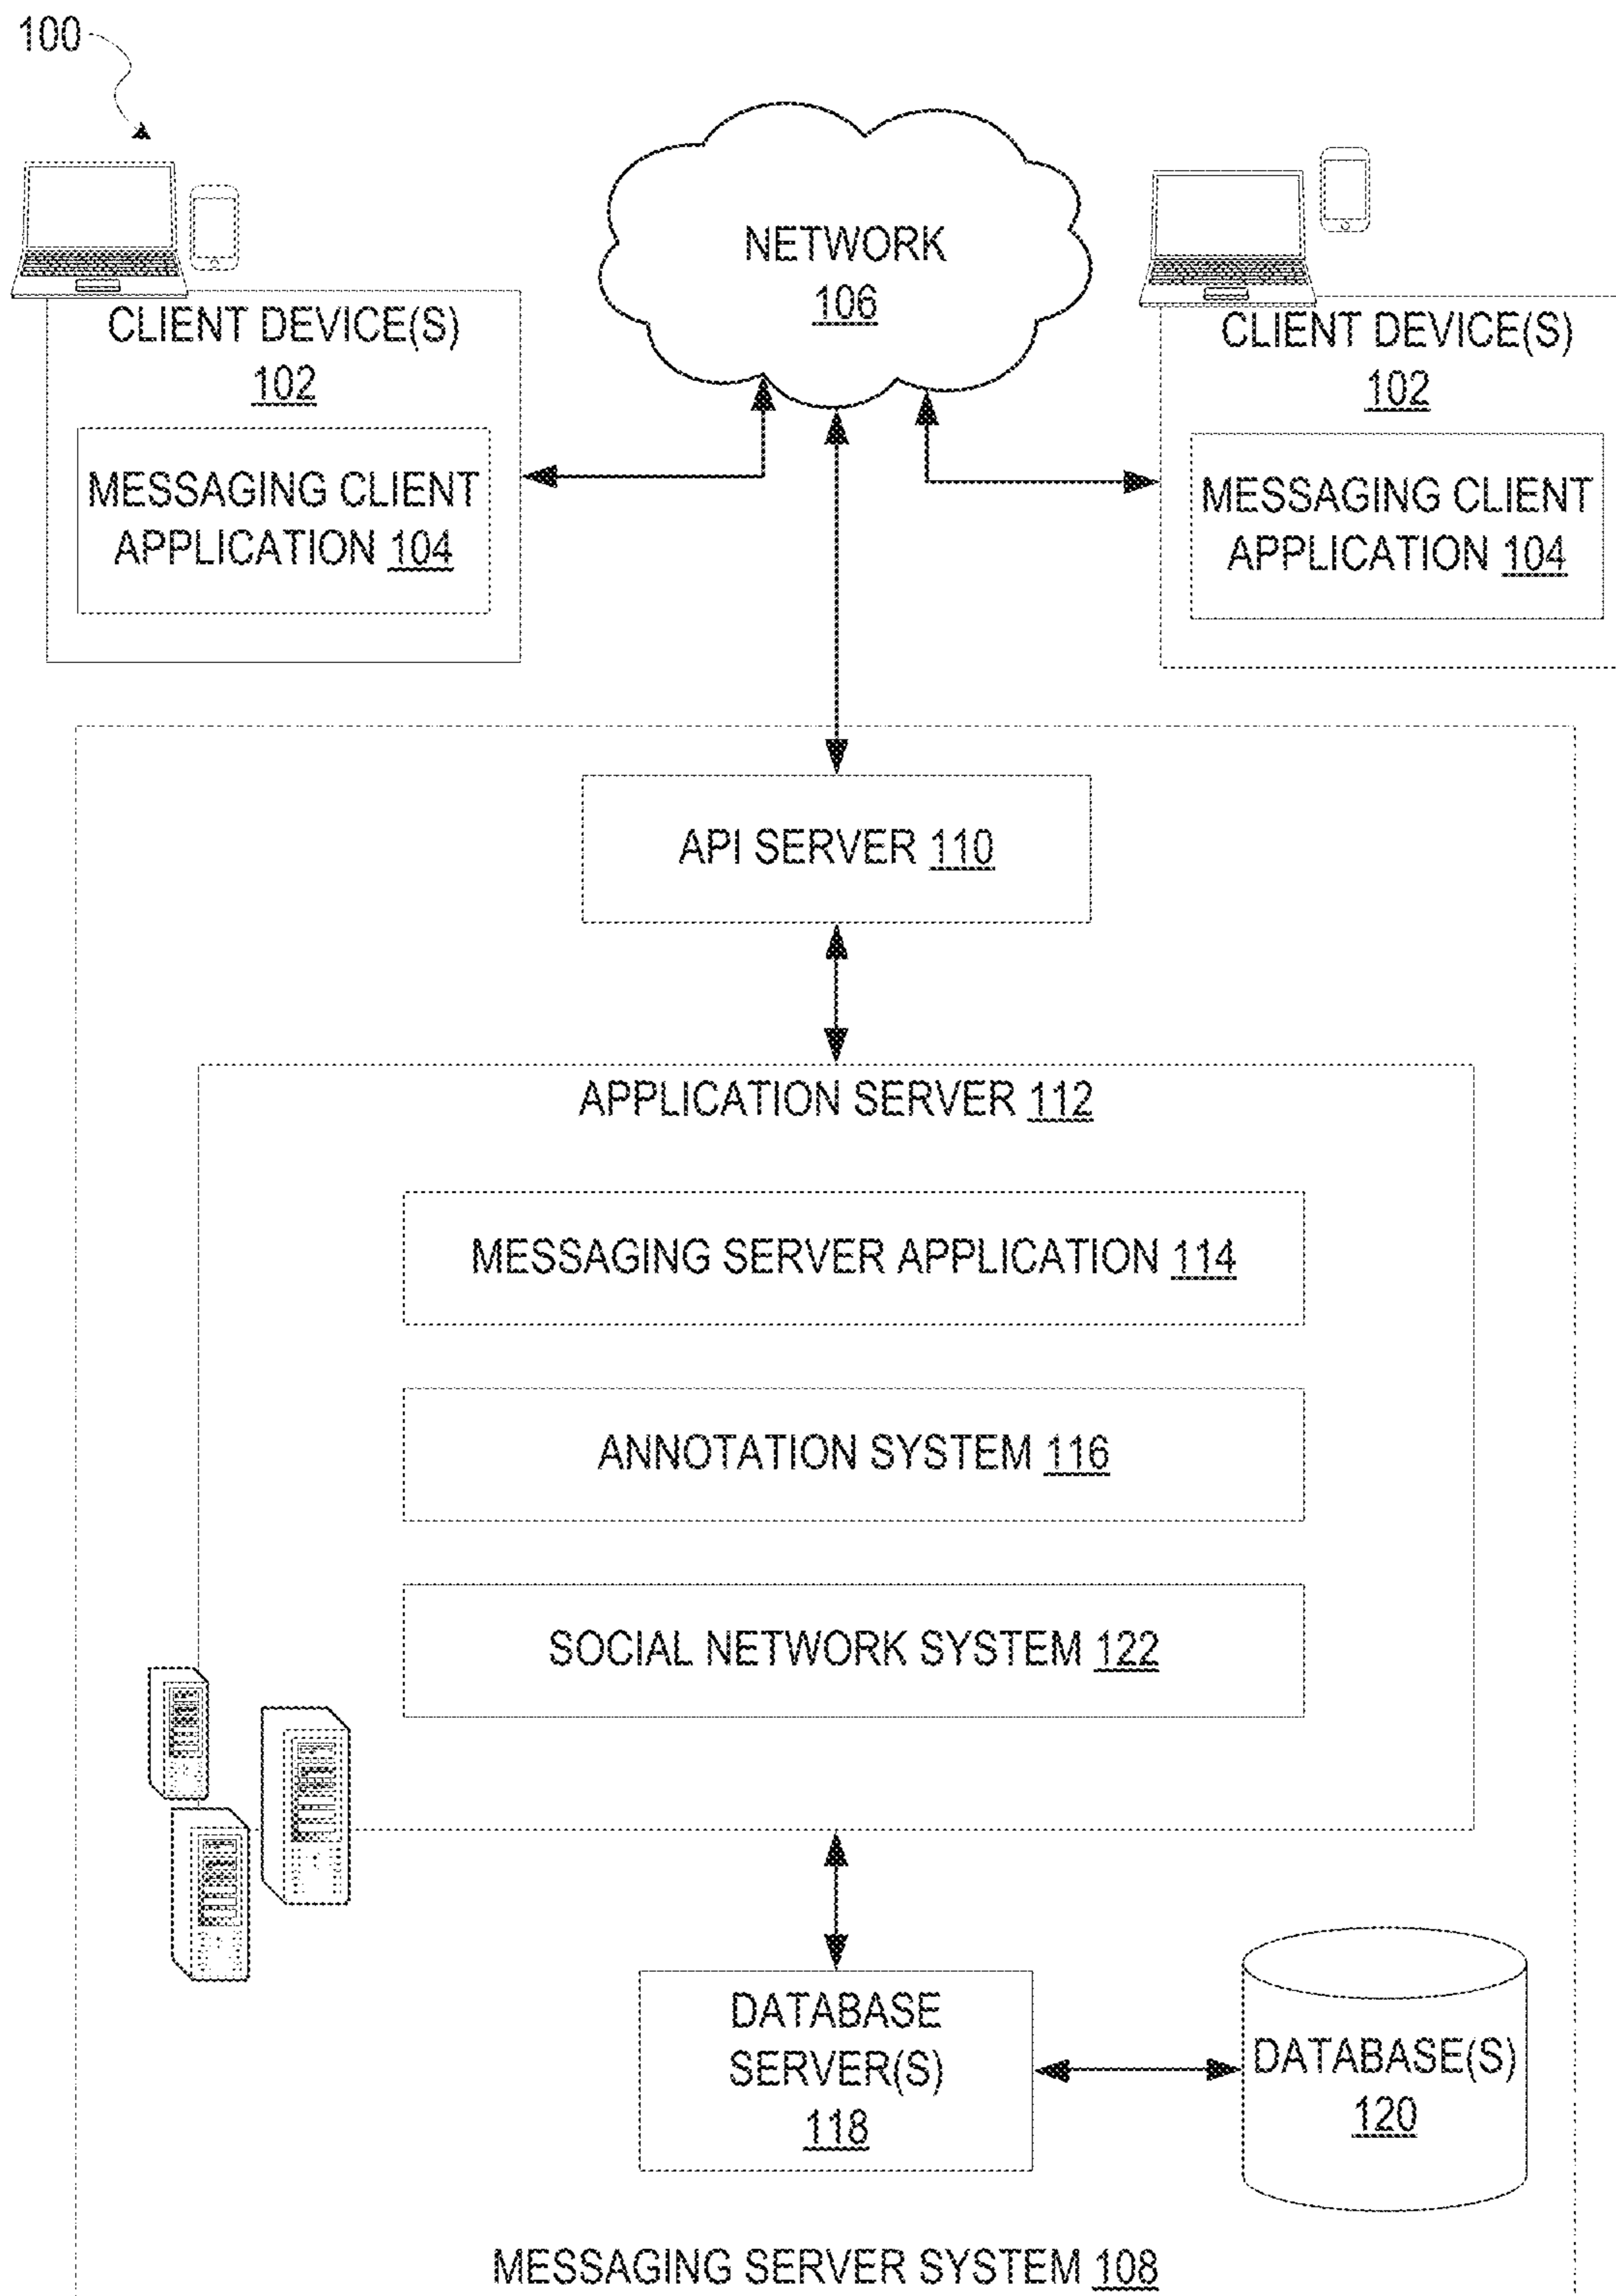 100
NETWORK
106
CLIENT DEVICE(S)
102
MESSAGING CLIENT
APPLICATION 104
CLIENT DEVICE(S)
102
MESSAGING CLIENT
APPLICATION 104
API SERVER 110
APPLICATION SERVER 112
MESSAGING SERVER APPLICATION 114
ANNOTATION SYSTEM 116
SOCIAL NETWORK SYSTEM 122
DATABASE
SERVER(S)
118
DATABASE(S)
120
MESSAGING SERVER SYSTEM 108